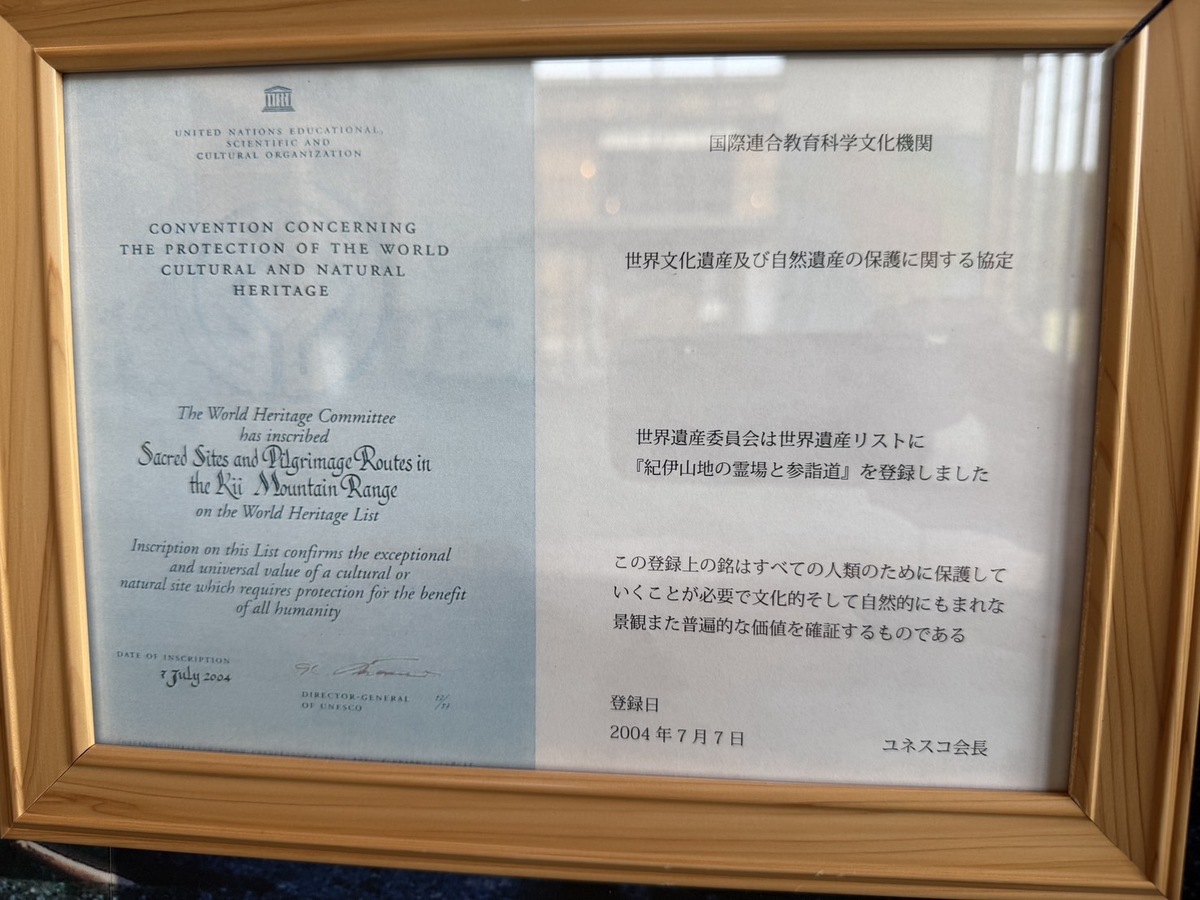 UNITED NATIONS EDUCATIONAL,
SCIENTIFIC AND
CULTURAL ORGANIZATION
CONVENTION CONCERNING
THE PROTECTION OF THE WORLD
CULTURAL AND NATURAL
HERITAGE
The World Heritage Committee
has inscribed
Sacred Sites and Pilgrimage Routes in
the Kii Mountain Range
on the World Heritage List
Inscription on this List confirms the exceptional
and universal value of a cultural or
natural site which requires protection for the benefit
of all humanity
DATE OF INSCRIPTION
7 July 2004
DIRECTOR-GENERAL
OF UNESCO
国際連合教育科学文化機関
世界文化遺産及び自然遺産の保護に関する協定
世界遺産委員会は世界遺産リストに
『紀伊山地の霊場と参詣道』を登録しました
この登録上の銘はすべての人類のために保護して
いくことが必要で文化的そして自然的にもまれな
景観また普遍的な価値を確証するものである
登録日
2004年7月7日
ユネスコ会長